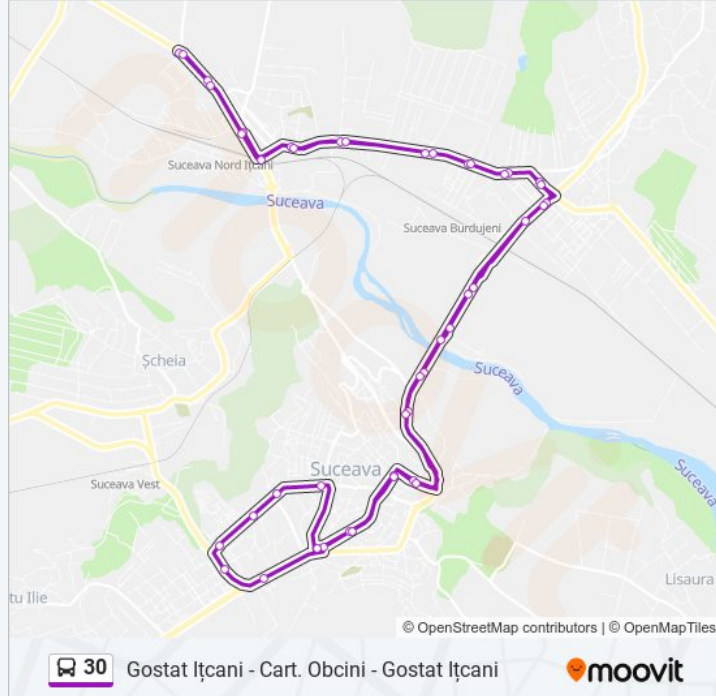 Suceava Nord Ițcani
Suceava
Suceava Burdujeni
Șcheia
Suceava
Suceava
Suceava Vest
Suceava
Lisaura
tu Ilie
© OpenStreetMap contributors | © OpenMapTiles
30 Gostat Ițcani - Cart. Obcini - Gostat Ițcani
moovit